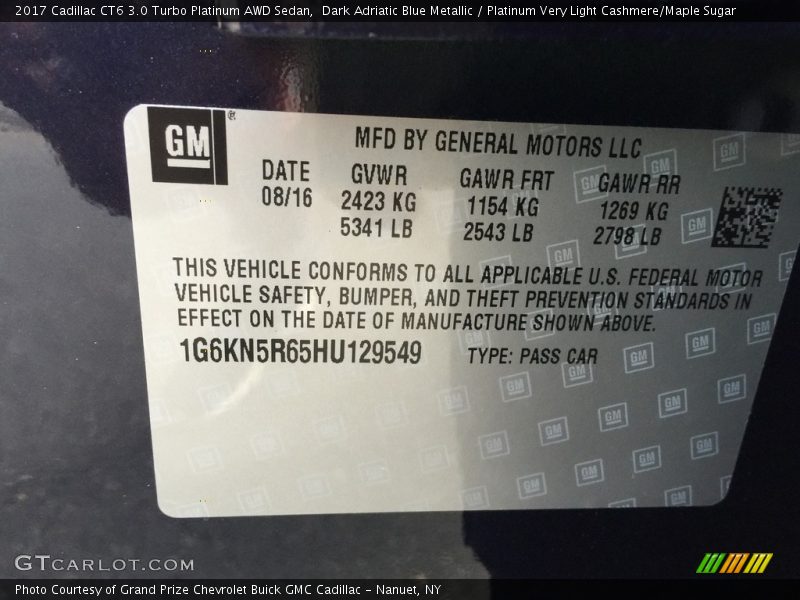 2017 Cadillac CT6 3.0 Turbo Platinum AWD Sedan, Dark Adriatic Blue Metallic / Platinum Very Light Cashmere/Maple Sugar
GM ®
MFD BY GENERAL MOTORS LLC
DATE GVWR GAWR FRT GAWR RR
08/16 2423 KG 1154 KG 1269 KG
5341 LB 2543 LB 2798 LB
THIS VEHICLE CONFORMS TO ALL APPLICABLE U.S. FEDERAL MOTOR
VEHICLE SAFETY, BUMPER, AND THEFT PREVENTION STANDARDS IN
EFFECT ON THE DATE OF MANUFACTURE SHOWN ABOVE.
1G6KN5R65HU129549 TYPE: PASS CAR
GTCARLOT.COM
Photo Courtesy of Grand Prize Chevrolet Buick GMC Cadillac - Nanuet, NY